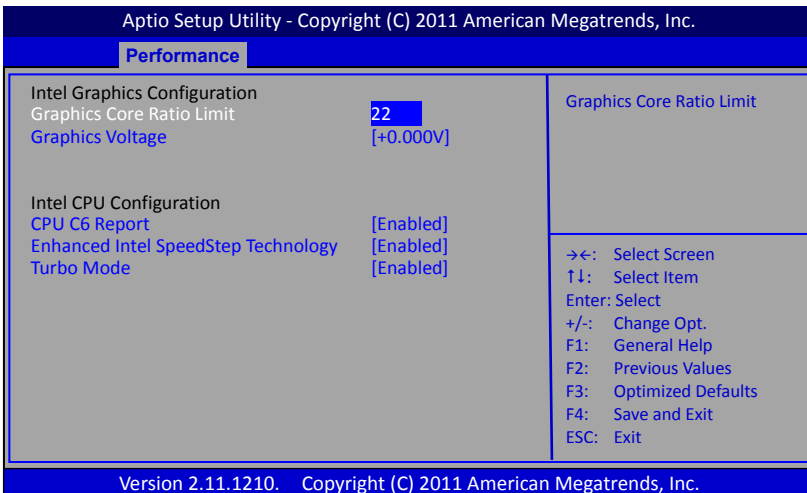 Aptio Setup Utility - Copyright (C) 2011 American Megatrends, Inc.
Performance
Intel Graphics Configuration
Graphics Core Ratio Limit 22
Graphics Voltage [+0.000V]
Intel CPU Configuration
CPU C6 Report [Enabled]
Enhanced Intel SpeedStep Technology [Enabled]
Turbo Mode [Enabled]
Graphics Core Ratio Limit
→←: Select Screen
↑↓: Select Item
Enter: Select
+/-: Change Opt.
F1: General Help
F2: Previous Values
F3: Optimized Defaults
F4: Save and Exit
ESC: Exit
Version 2.11.1210. Copyright (C) 2011 American Megatrends, Inc.